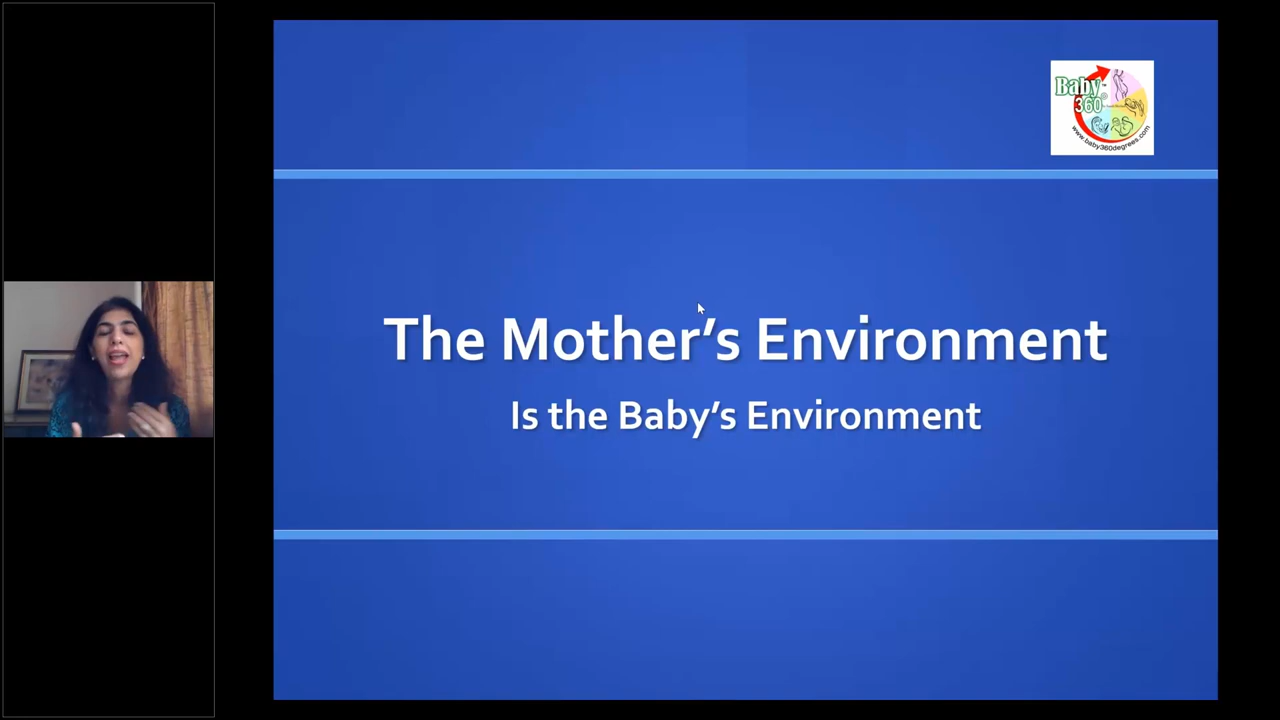 Baby
360
www.baby360degrees.com
The Mother’s Environment
Is the Baby’s Environment